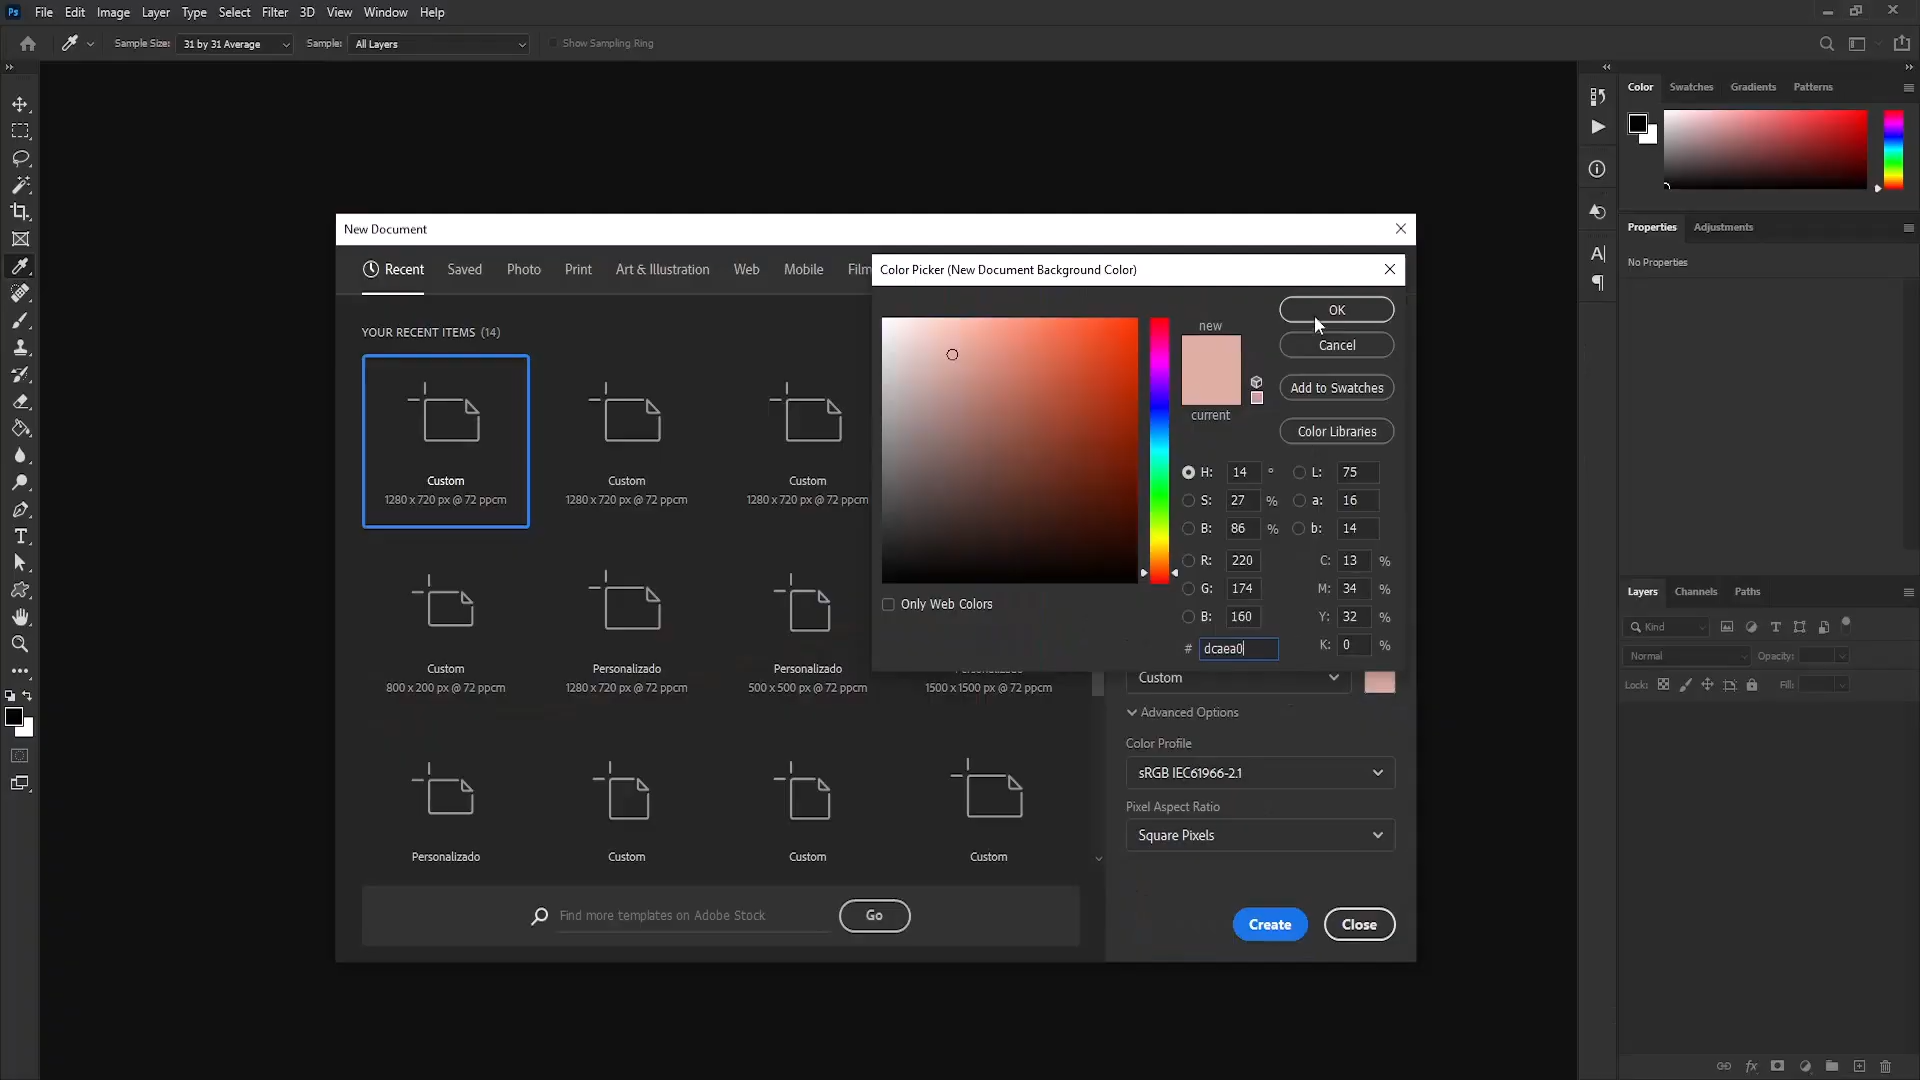 Ps File Edit Image Layer Type Select Filter 3D View Window Help
Sample Size: 31 by 31 Average Sample: All Layers Show Sampling Ring
Color Swatches Gradients Patterns
Properties Adjustments
No Properties
Layers Channels Paths
Kind
Normal Opacity:
Lock: Fill:
New Document
Recent Saved Photo Print Art & Illustration Web Mobile Film
YOUR RECENT ITEMS (14)
Custom Custom Custom
1280 x 720 px @ 72 ppcm 1280 x 720 px @ 72 ppcm 1280 x 720 px @ 72 ppcm
Custom Personalizado Personalizado
800 x 200 px @ 72 ppcm 1280 x 720 px @ 72 ppcm 500 x 500 px @ 72 ppcm 1500 x 1500 px @ 72 ppcm
Personalizado Custom Custom Custom
Find more templates on Adobe Stock Go
Color Picker (New Document Background Color)
new
current
OK
Cancel
Add to Swatches
Color Libraries
H: 14 ° L: 75
S: 27 % a: 16
B: 86 % b: 14
R: 220 C: 13 %
G: 174 M: 34 %
B: 160 Y: 32 %
# dcaea0 K: 0 %
Only Web Colors
Custom
Advanced Options
Color Profile
sRGB IEC61966-2.1
Pixel Aspect Ratio
Square Pixels
Create Close